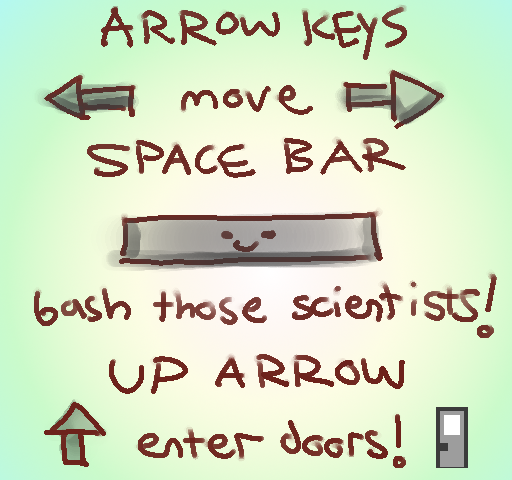 ARROW KEYS
move
SPACE BAR
bash those scientists!
UP ARROW
enter doors!